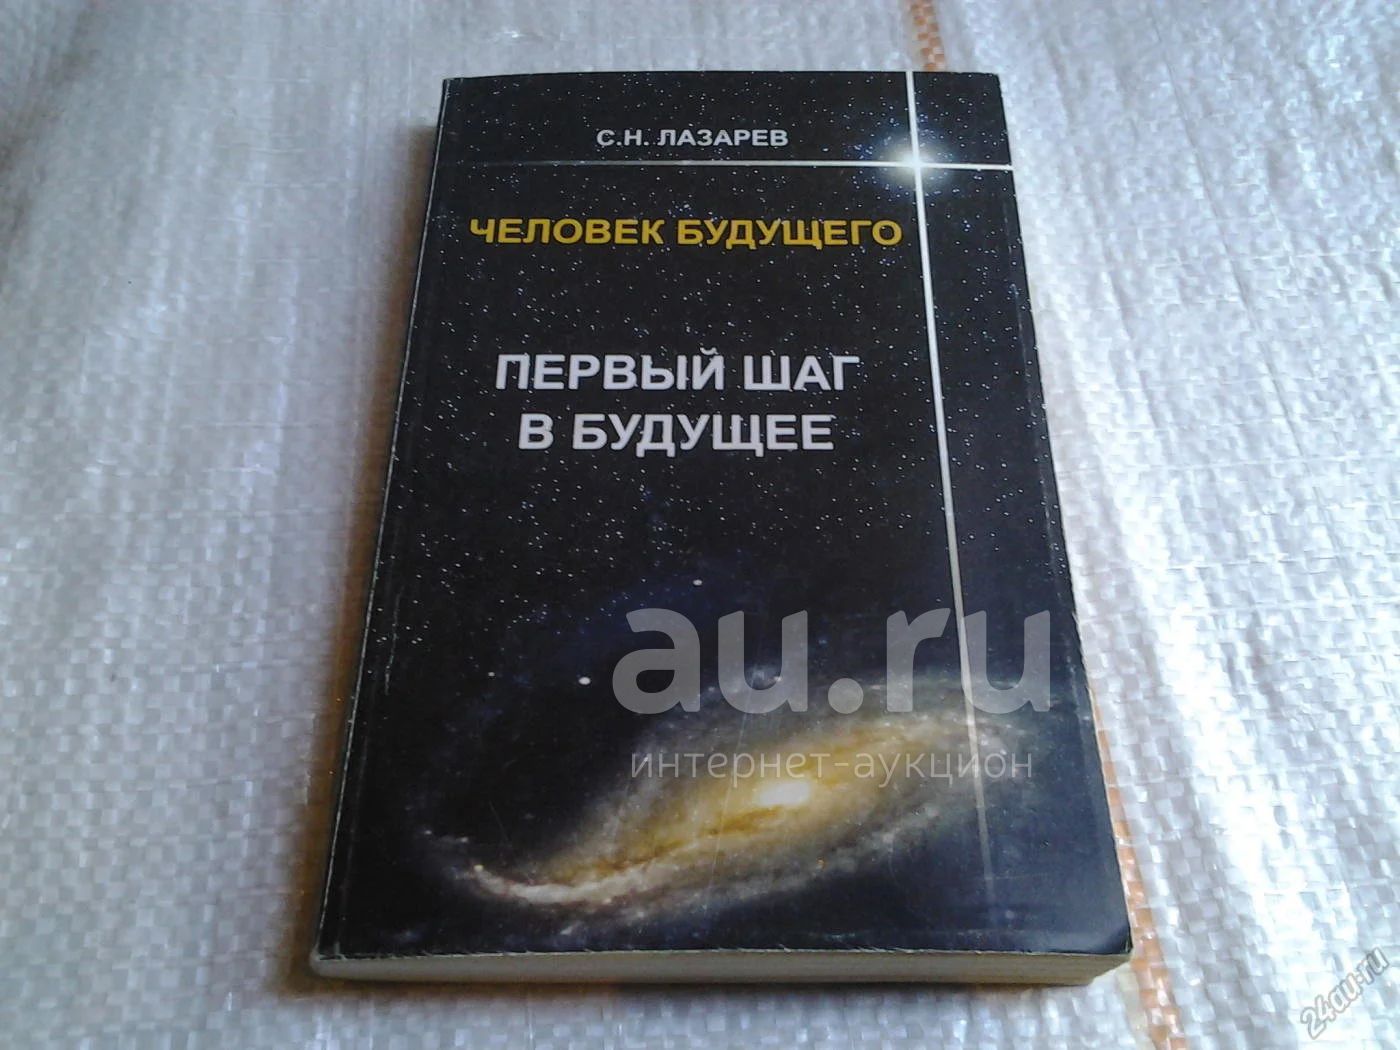 С.Н. ЛАЗАРЕВ
ЧЕЛОВЕК БУДУЩЕГО
ПЕРВЫЙ ШАГ
В БУДУЩЕЕ
au.ru
интернет-аукцион
24au.ru